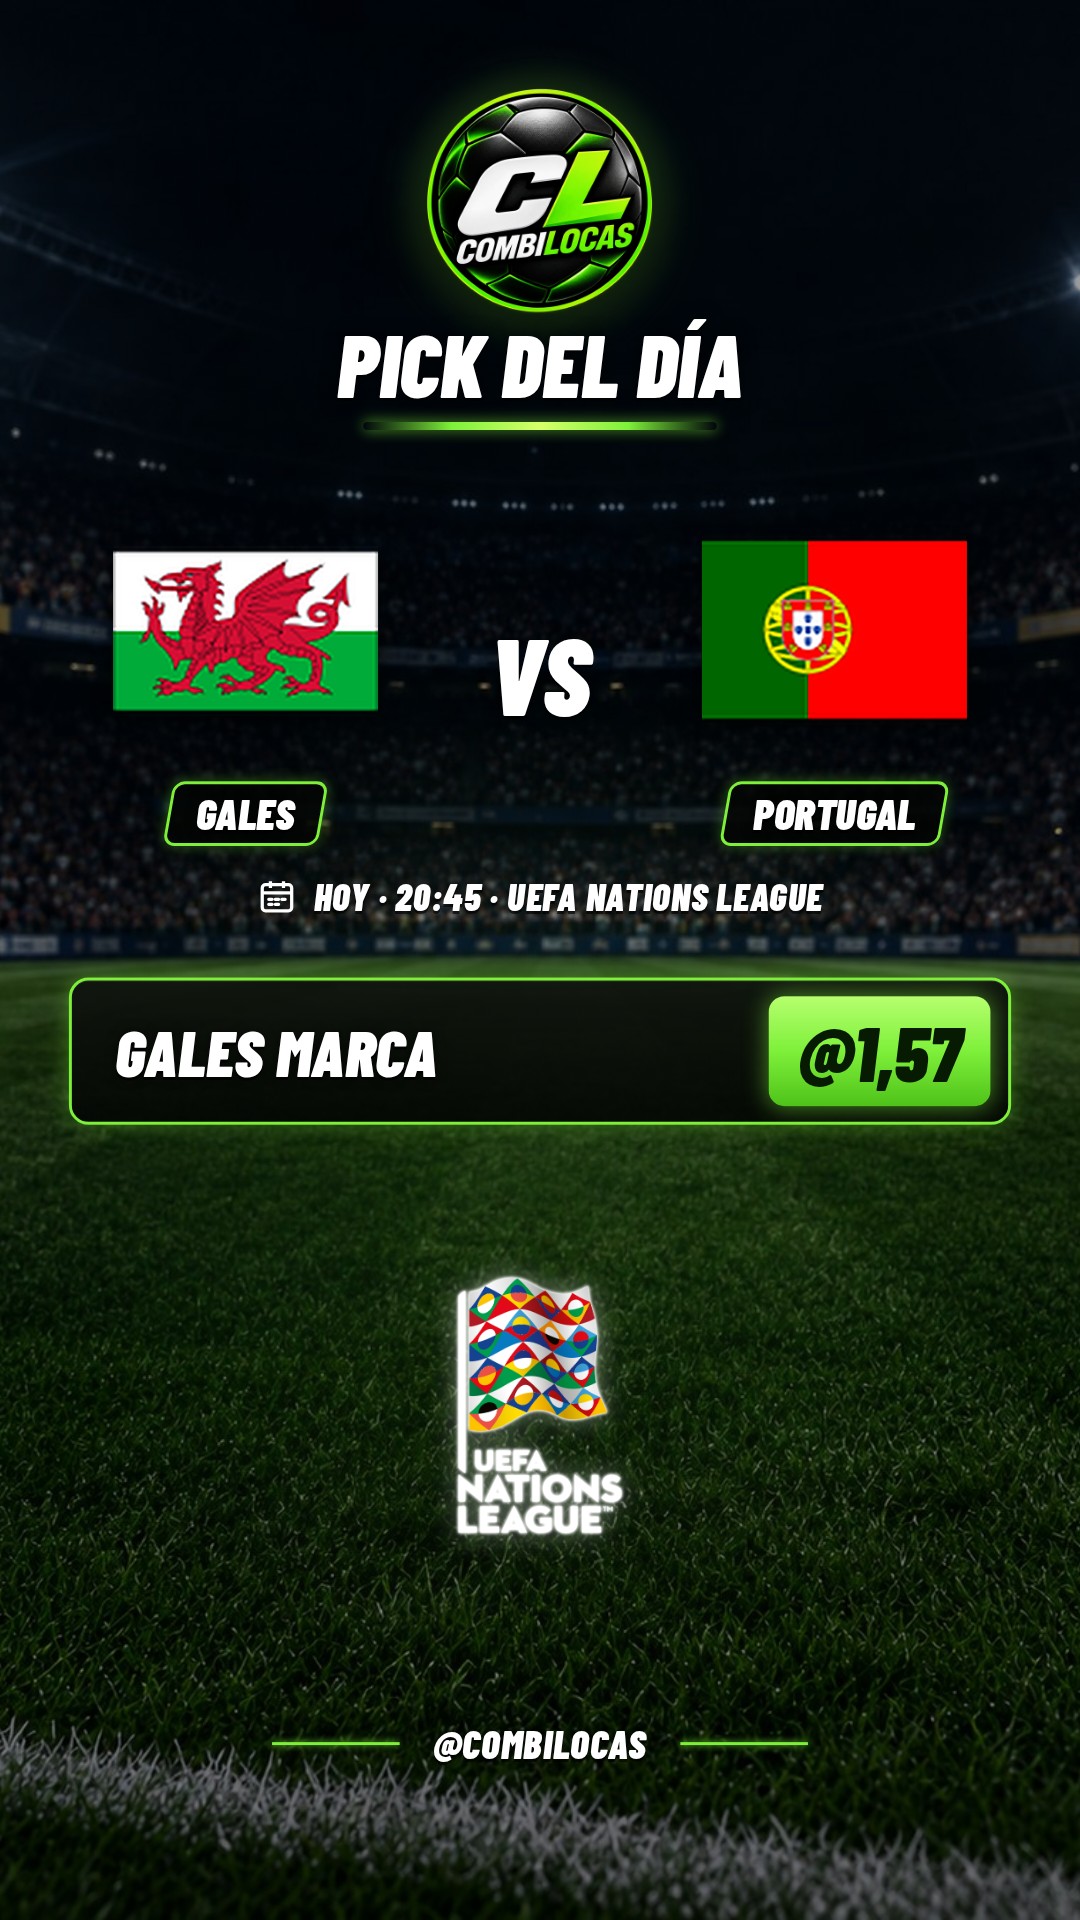 CL
COMBILOCAS
PICK DEL DÍA
VS
GALES
PORTUGAL
HOY · 20:45 · UEFA NATIONS LEAGUE
GALES MARCA
@1,57
UEFA
NATIONS
LEAGUE™
@COMBILOCAS